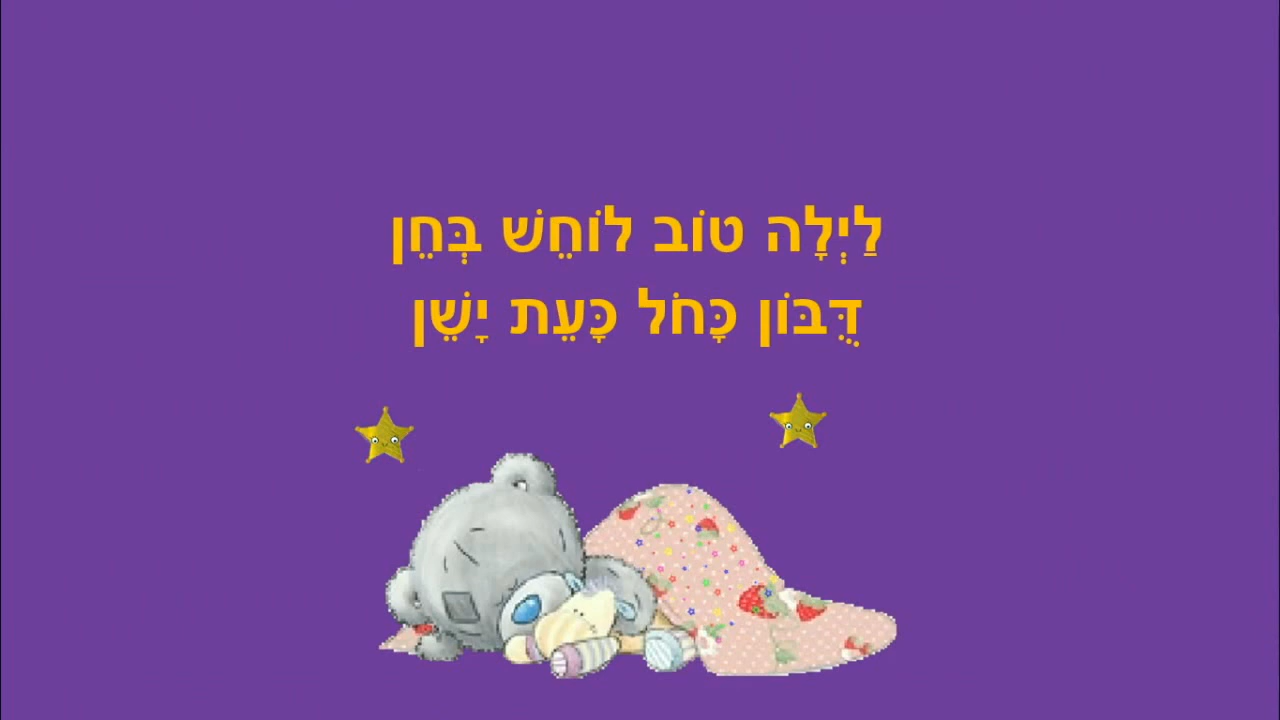 לַיְלָה טוֹב לוֹחֵשׁ בְּחֵן
דֻּבּוֹן כָּחֹל כָּעֵת יָשֵׁן